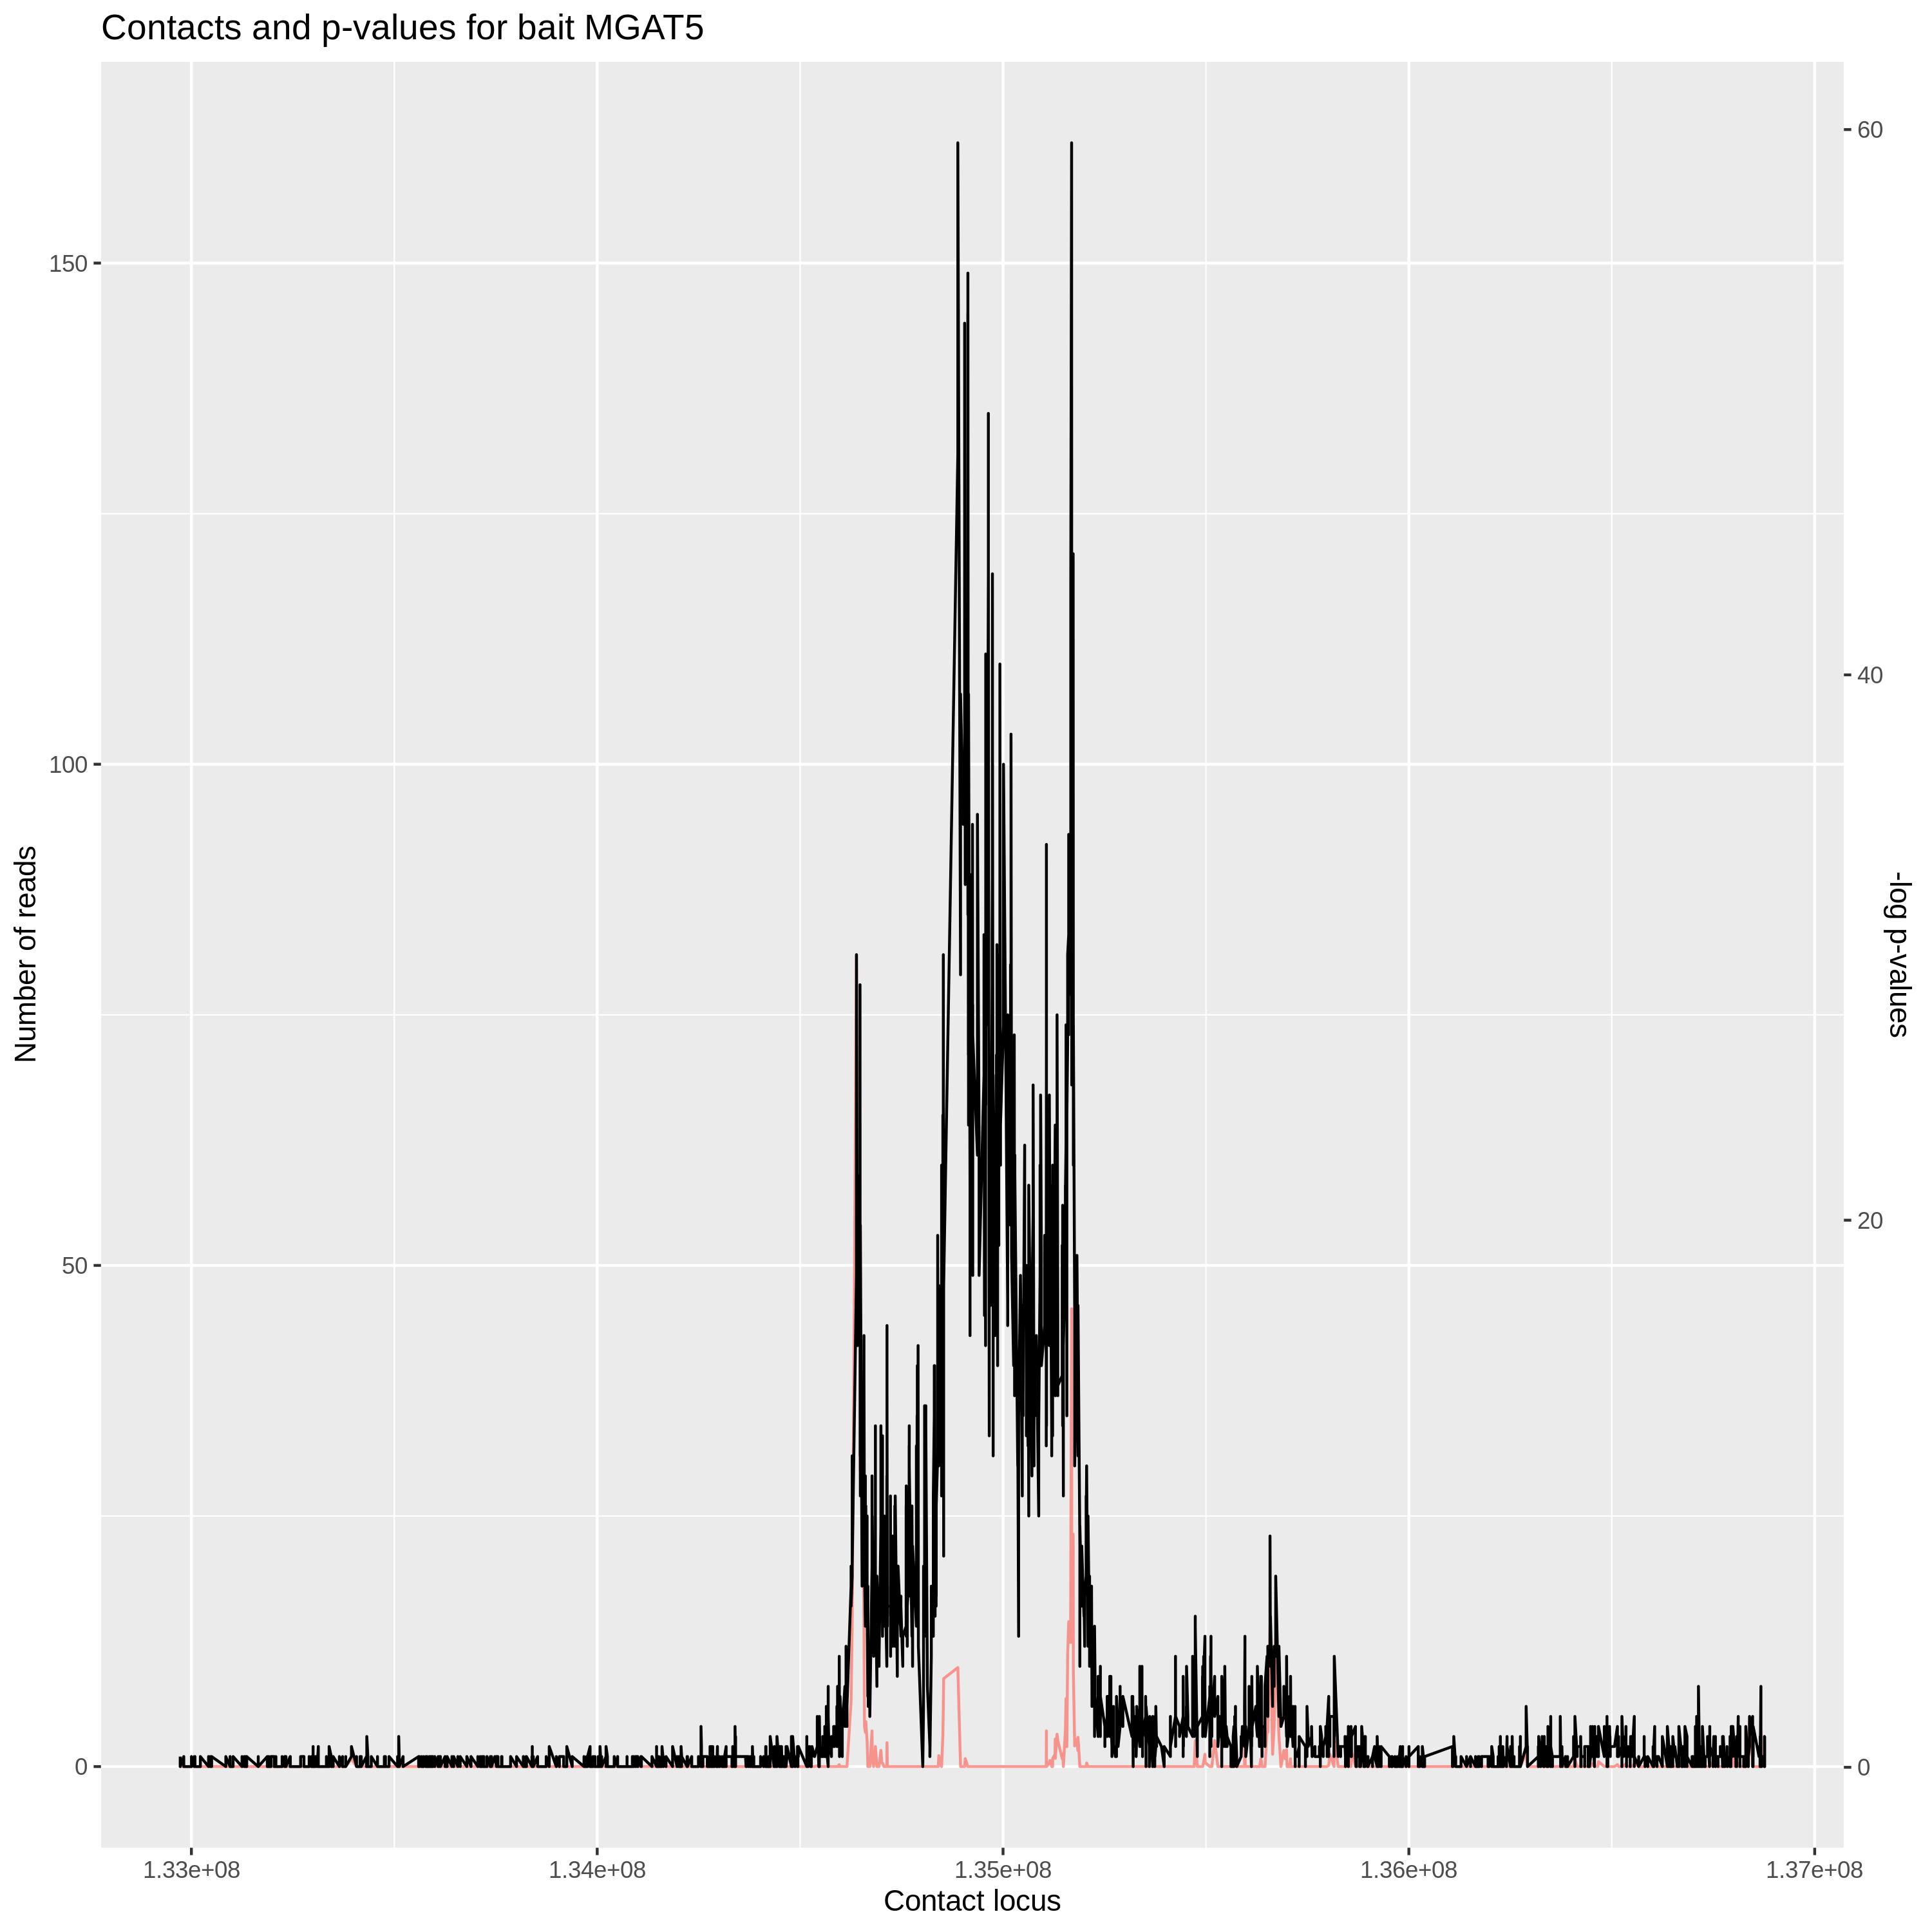 Contacts and p-values for bait MGAT5
150
100
50
0
Number of reads
60
40
20
0
-log p-values
1.33e+08
1.34e+08
1.35e+08
1.36e+08
1.37e+08
Contact locus